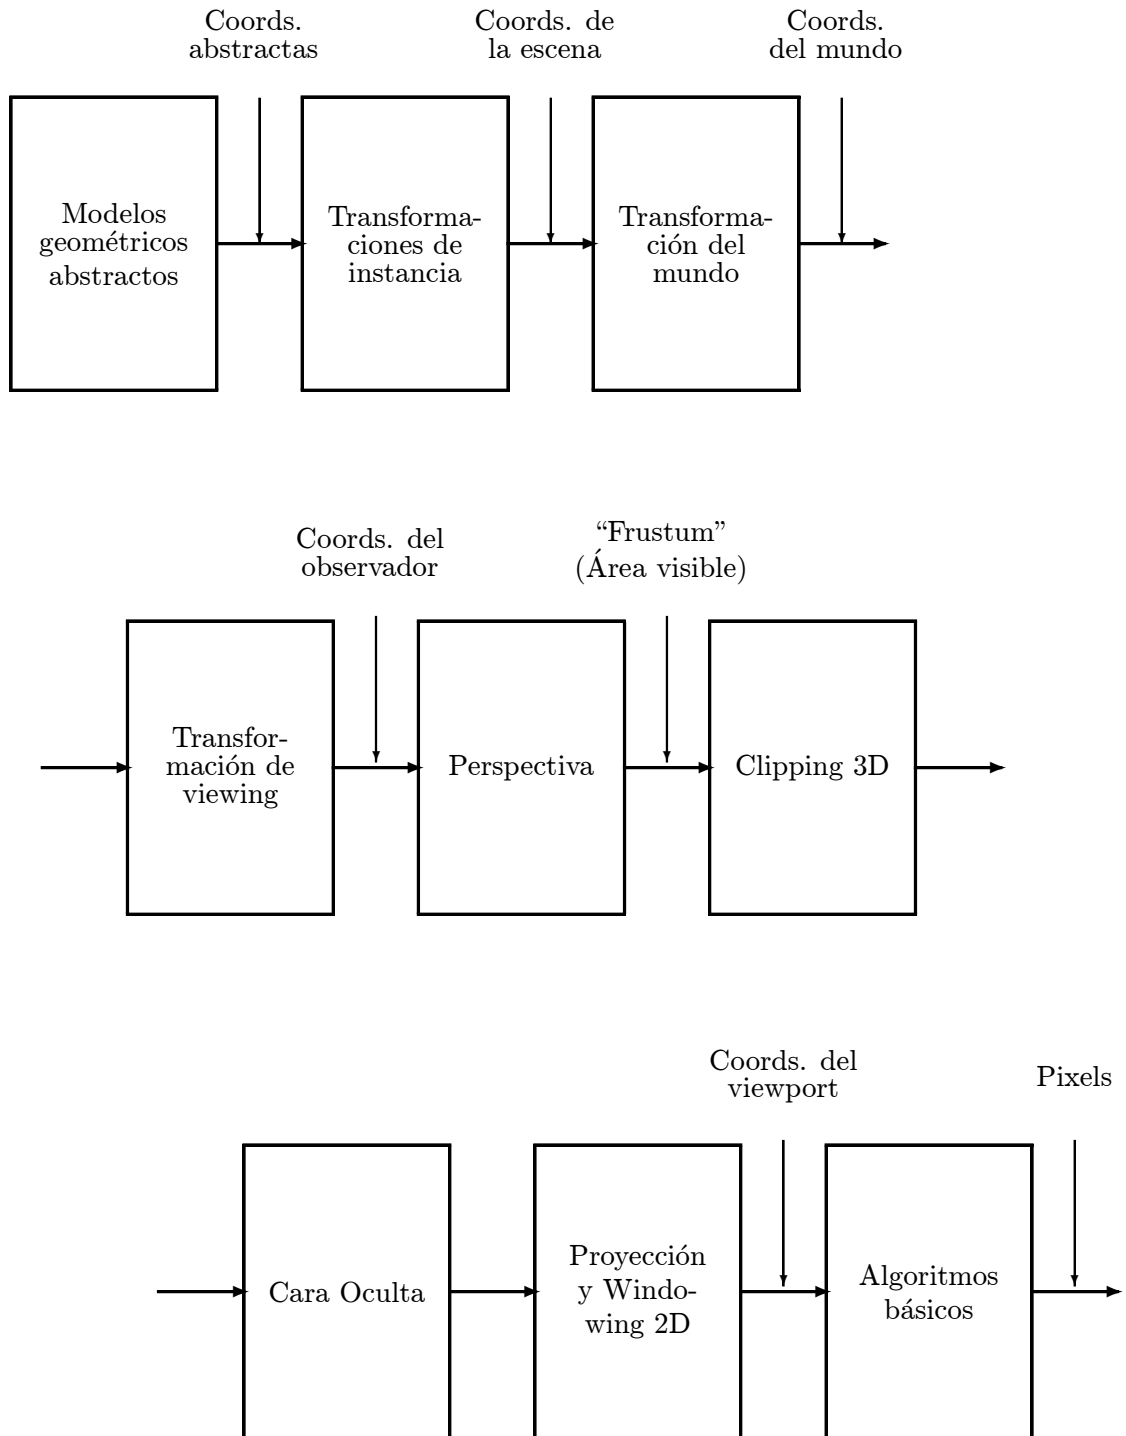 Coords.
abstractas
Coords. de
la escena
Coords.
del mundo
Modelos
geométricos
abstractos
Transforma-
ciones de
instancia
Transforma-
ción del
mundo
Coords. del
observador
“Frustum”
(Área visible)
Transfor-
mación de
viewing
Perspectiva
Clipping 3D
Coords. del
viewport
Pixels
Cara Oculta
Proyección
y Windo-
wing 2D
Algoritmos
básicos